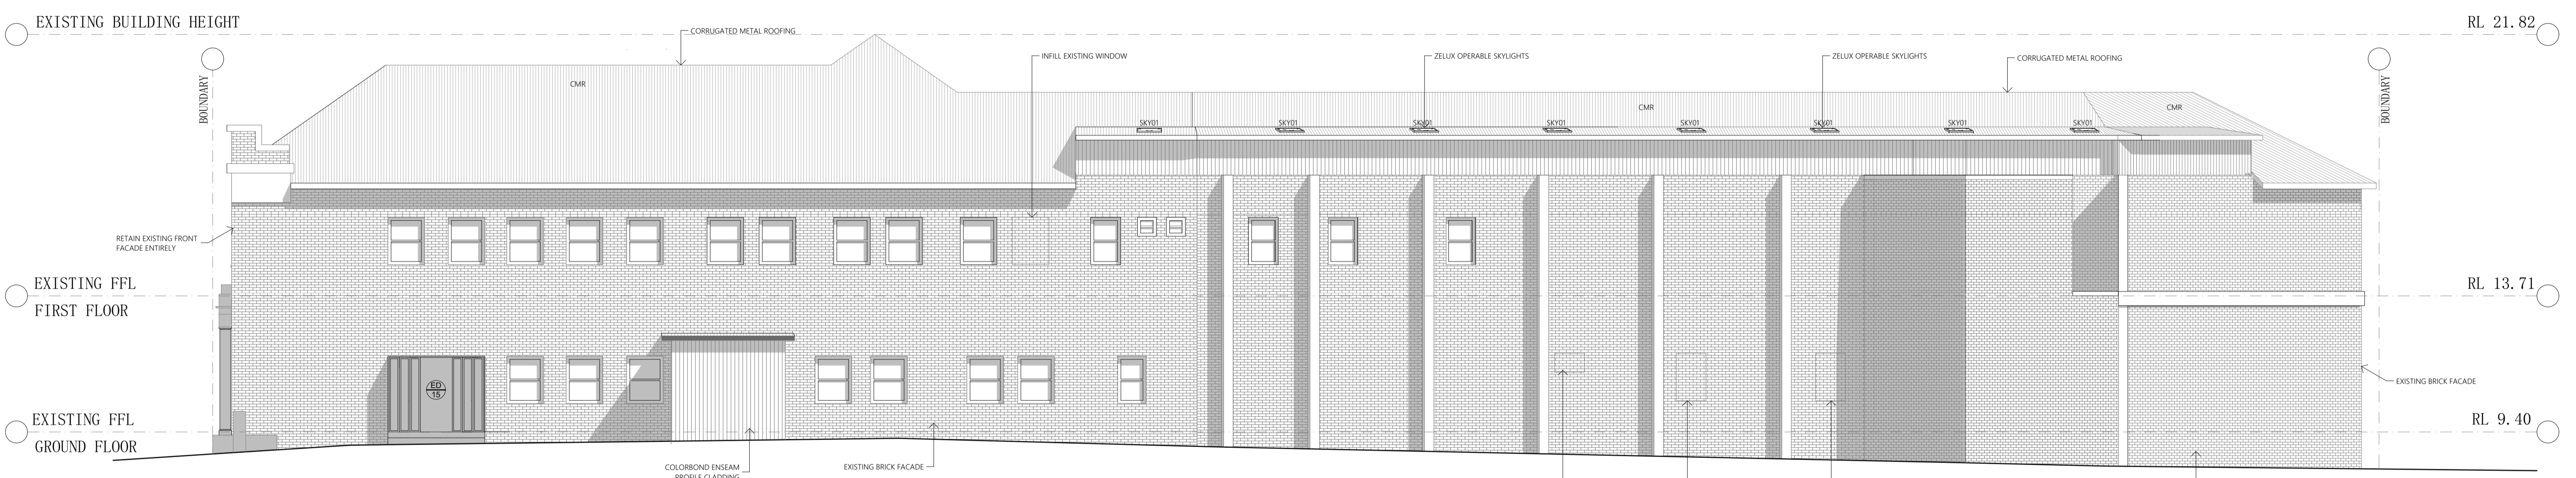 EXISTING BUILDING HEIGHT
RL 21.82
CORRUGATED METAL ROOFING
INFILL EXISTING WINDOW
ZELUX OPERABLE SKYLIGHTS
ZELUX OPERABLE SKYLIGHTS
CORRUGATED METAL ROOFING
BOUNDARY
BOUNDARY
CMR
CMR
CMR
SKY01
SKY01
SKY01
SKY01
SKY01
SKY01
SKY01
SKY01
RETAIN EXISTING FRONT
FACADE ENTIRELY
EXISTING FFL
FIRST FLOOR
RL 13.71
ED
15
EXISTING BRICK FACADE
EXISTING FFL
GROUND FLOOR
RL 9.40
COLORBOND ENSEAM
PROFILE CLADDING
EXISTING BRICK FACADE